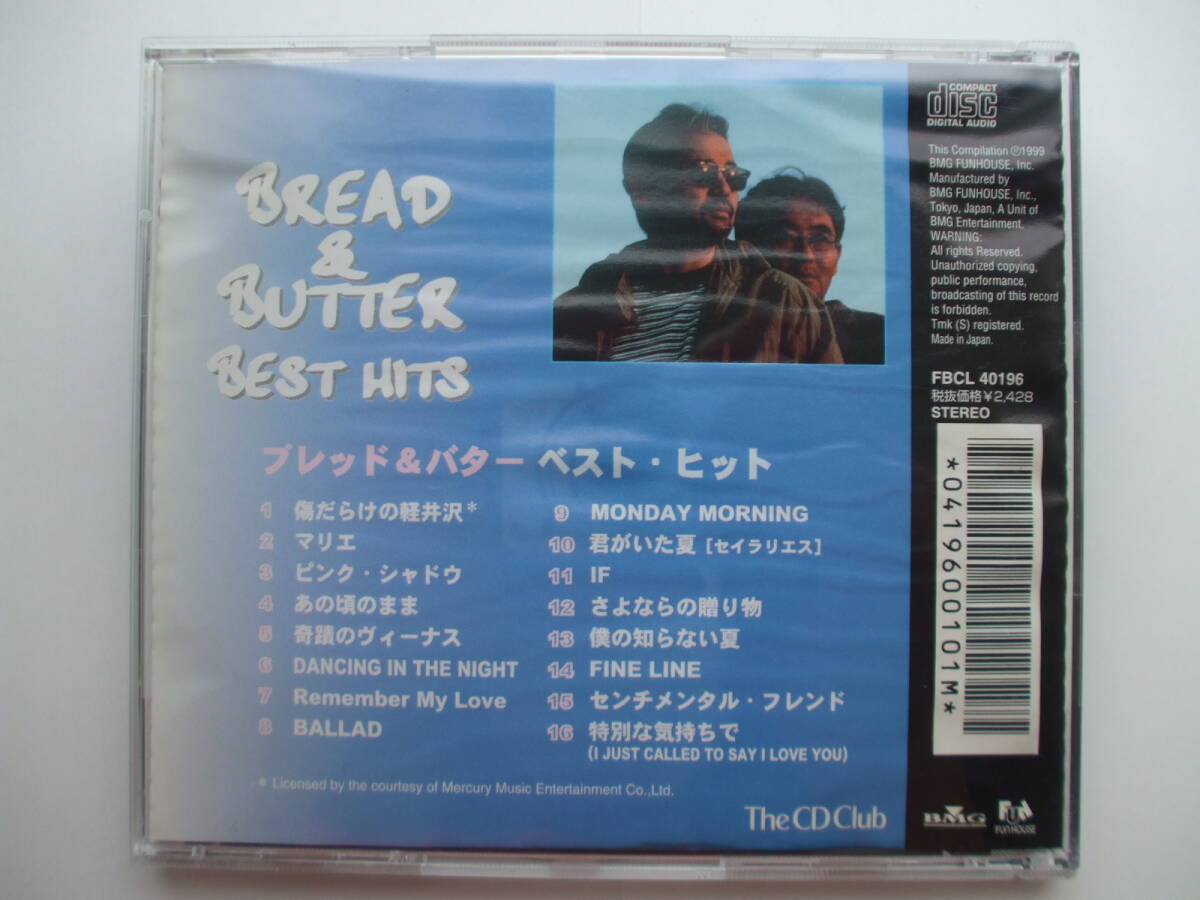 BREAD
&
BUTTER
BEST HITS
ブレッド＆バター ベスト・ヒット
1 傷だらけの軽井沢＊
2 マリエ
3 ピンク・シャドウ
4 あの頃のまま
5 奇蹟のヴィーナス
6 DANCING IN THE NIGHT
7 Remember My Love
8 BALLAD
9 MONDAY MORNING
10 君がいた夏［セイラリエス］
11 IF
12 さよならの贈り物
13 僕の知らない夏
14 FINE LINE
15 センチメンタル・フレンド
16 特別な気持ちで
(I JUST CALLED TO SAY I LOVE YOU)
＊ Licensed by the courtesy of Mercury Music Entertainment Co.,Ltd.
The CD Club
COMPACT
disc
DIGITAL AUDIO
This Compilation ℗1999
BMG FUNHOUSE, Inc.
Manufactured by
BMG FUNHOUSE, Inc.,
Tokyo, Japan, A Unit of
BMG Entertainment.
WARNING:
All rights Reserved.
Unauthorized copying,
public performance,
broadcasting of this record
is forbidden.
Tmk (S) registered.
Made in Japan.
FBCL 40196
税抜価格￥2,428
STEREO
*0419600101M*
BMG
FUN
FUN HOUSE